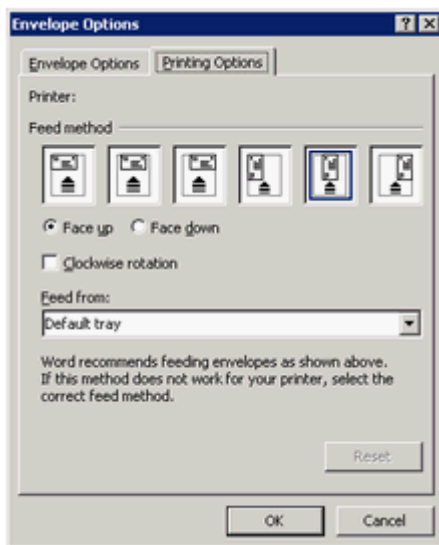 Envelope Options
Envelope Options Printing Options
Printer:
Feed method
Face up Face down
Clockwise rotation
Feed from:
Default tray
Word recommends feeding envelopes as shown above.
If this method does not work for your printer, select the
correct feed method.
Reset
OK Cancel